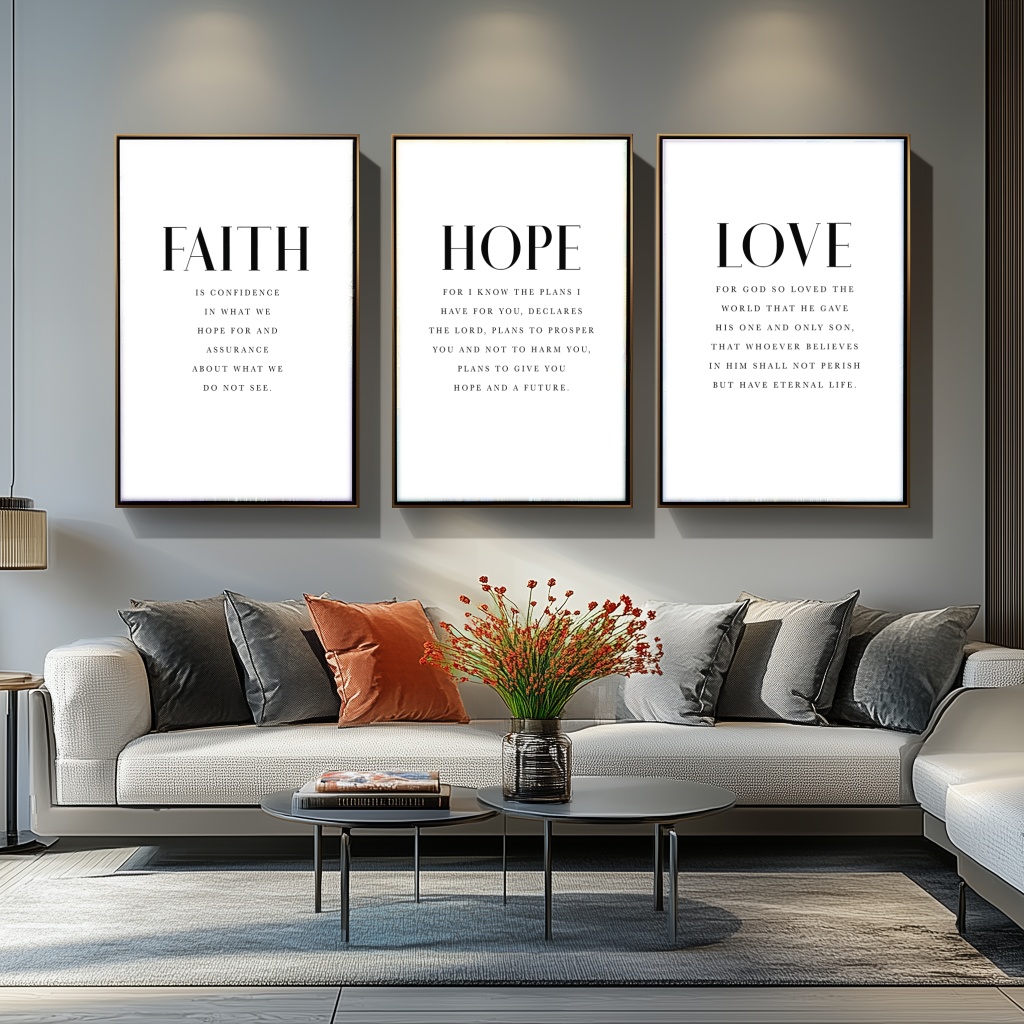 FAITH
IS CONFIDENCE
IN WHAT WE
HOPE FOR AND
ASSURANCE
ABOUT WHAT WE
DO NOT SEE.
HOPE
FOR I KNOW THE PLANS I
HAVE FOR YOU, DECLARES
THE LORD, PLANS TO PROSPER
YOU AND NOT TO HARM YOU,
PLANS TO GIVE YOU
HOPE AND A FUTURE.
LOVE
FOR GOD SO LOVED THE
WORLD THAT HE GAVE
HIS ONE AND ONLY SON,
THAT WHOEVER BELIEVES
IN HIM SHALL NOT PERISH
BUT HAVE ETERNAL LIFE.